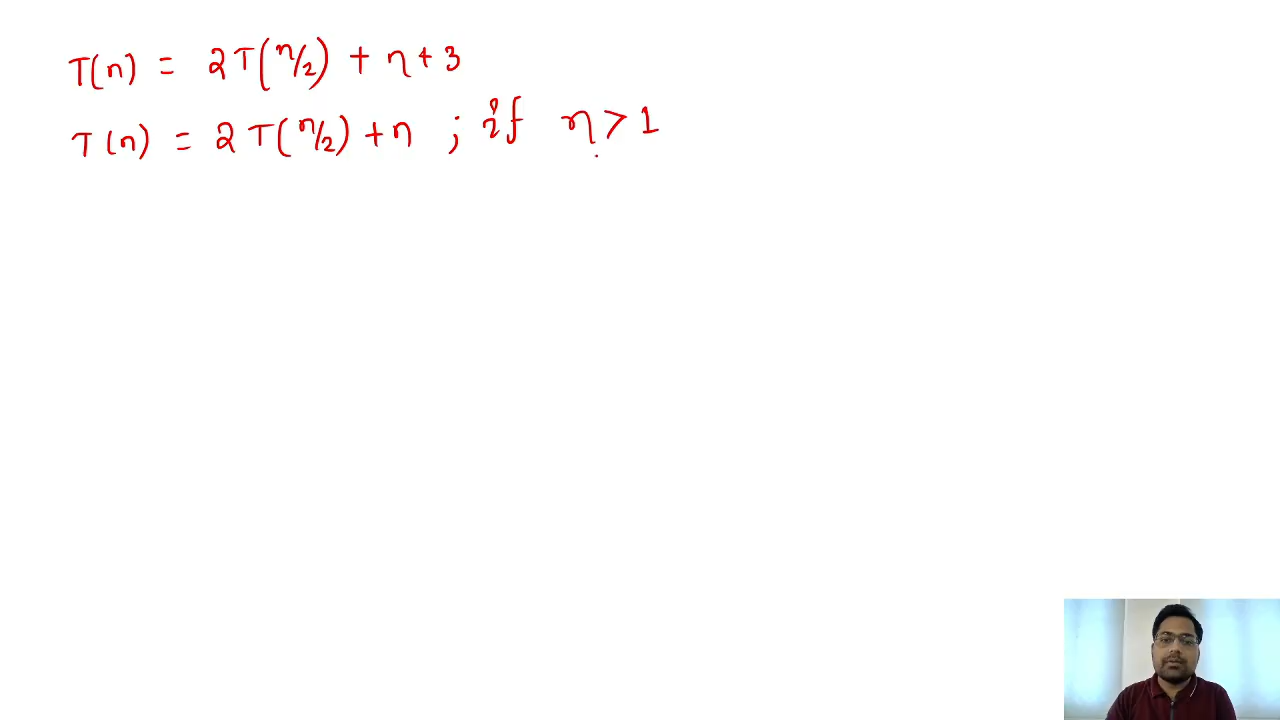 T(n) = 2T(n/2) + n + 3
T(n) = 2T(n/2) + n ; if n > 1